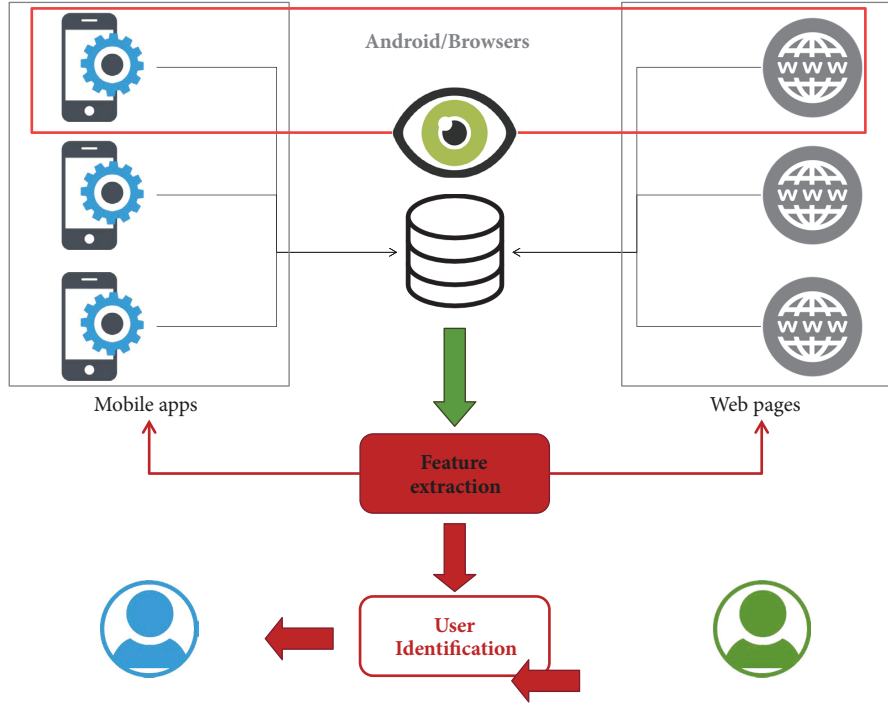 Android/Browsers
www
www
www
Mobile apps
Web pages
Feature
extraction
User
Identification